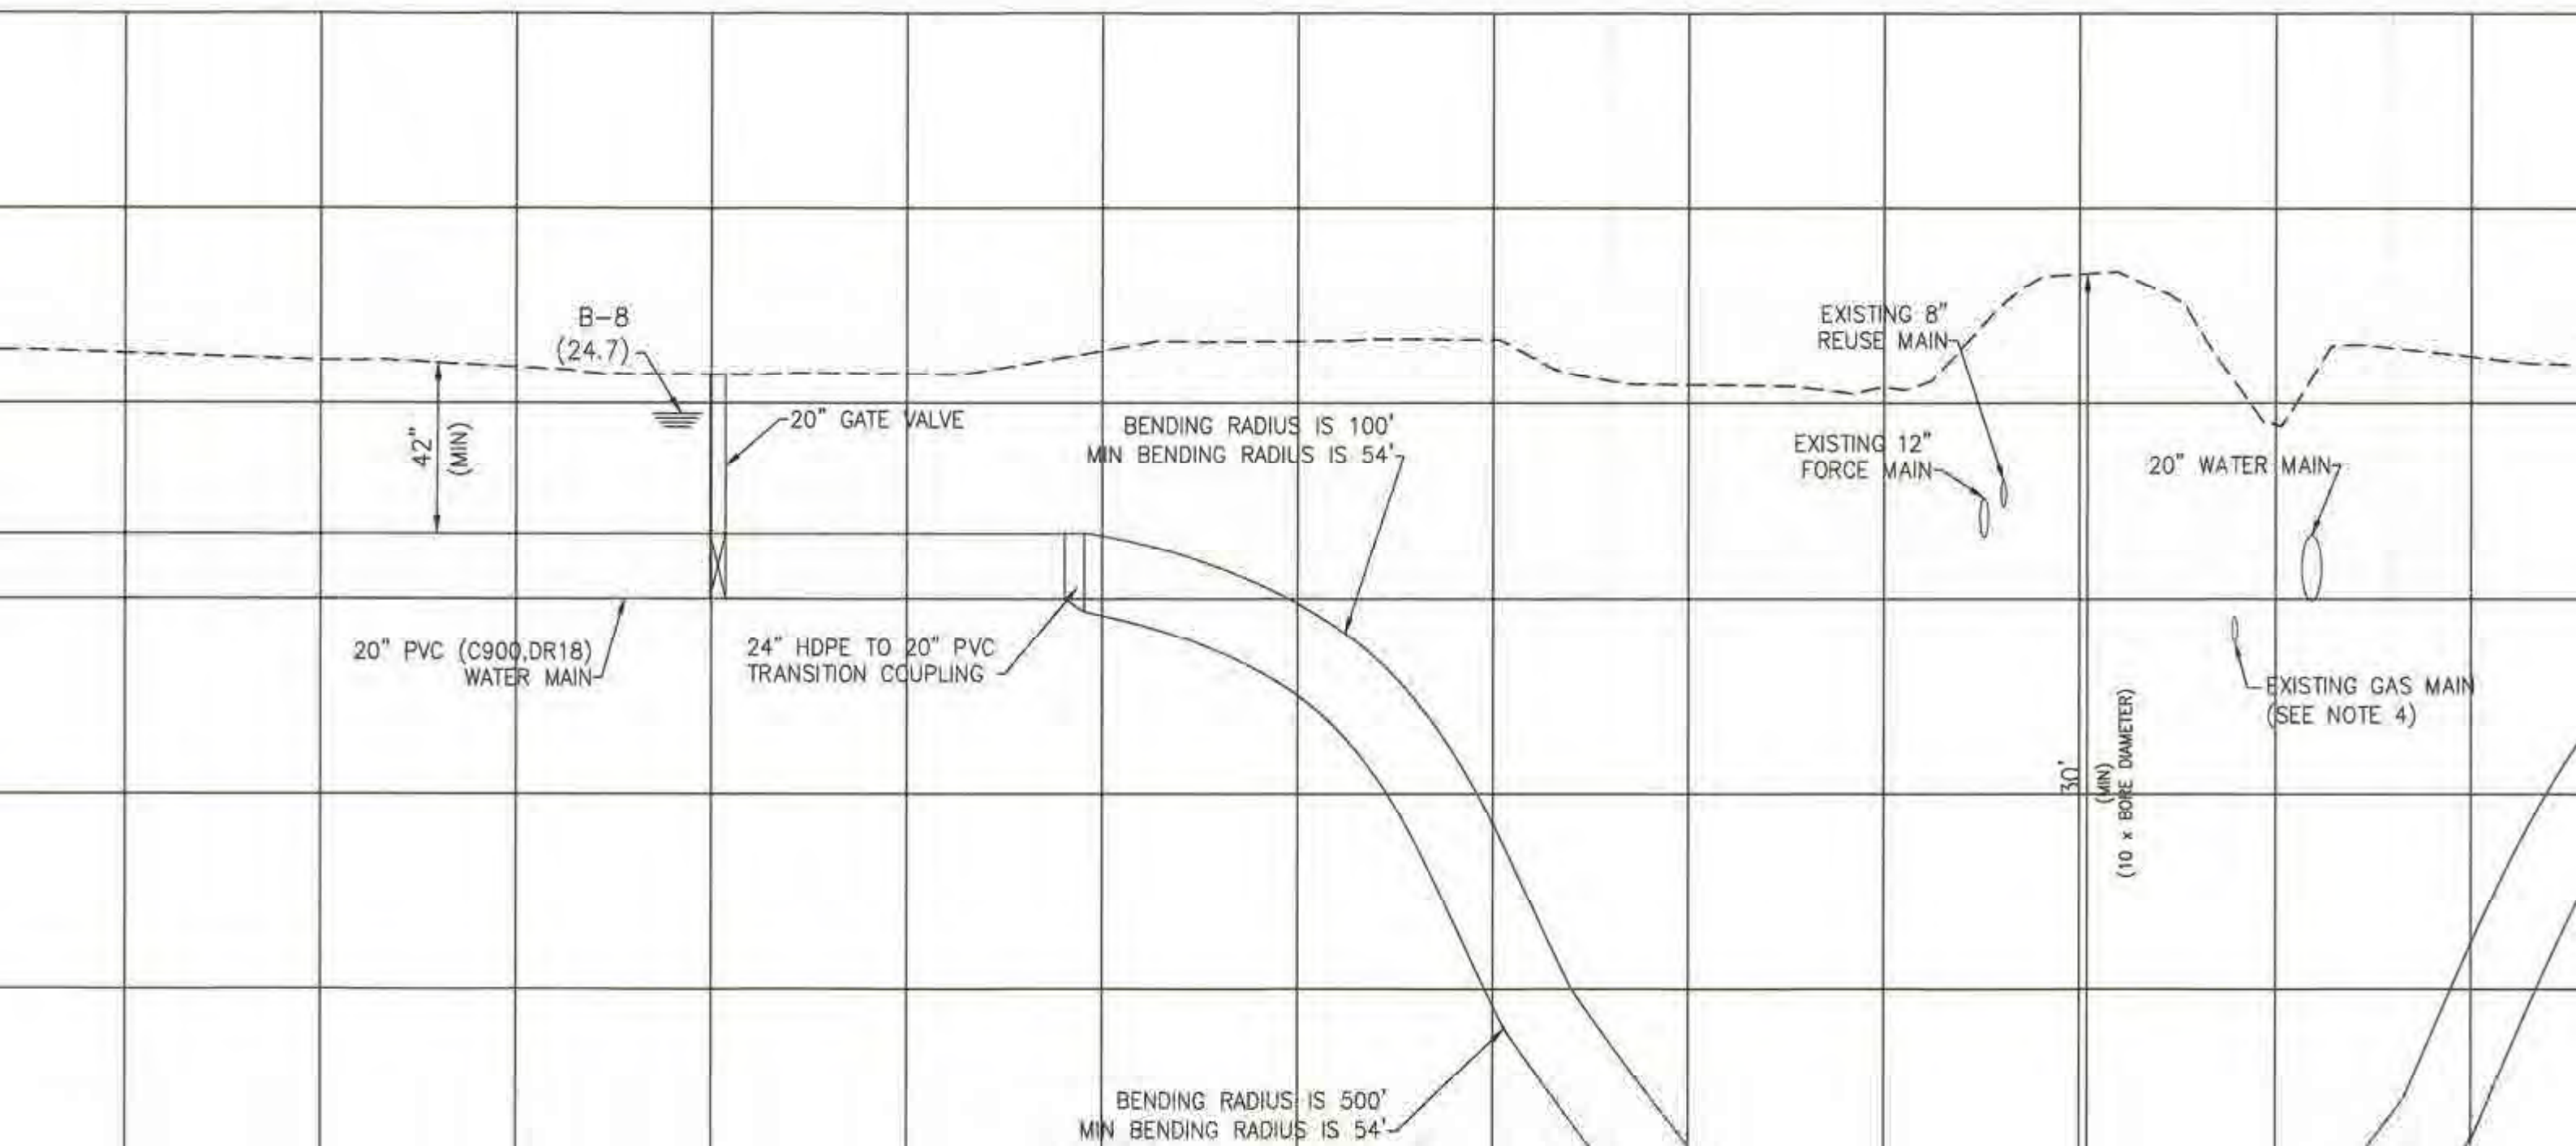 B-8
(24.7)
42"
(MIN)
20" GATE VALVE
BENDING RADIUS IS 100'
MIN BENDING RADIUS IS 54'
EXISTING 8"
REUSE MAIN
EXISTING 12"
FORCE MAIN
20" WATER MAIN
20" PVC (C900,DR18)
WATER MAIN
24" HDPE TO 20" PVC
TRANSITION COUPLING
EXISTING GAS MAIN
(SEE NOTE 4)
30'
(MIN)
(10 x BORE DIAMETER)
BENDING RADIUS IS 500'
MIN BENDING RADIUS IS 54'